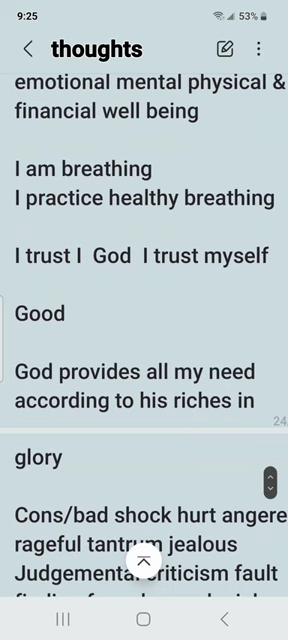 9:25
53%
thoughts
emotional mental physical &
financial well being
I am breathing
I practice healthy breathing
I trust I God I trust myself
Good
God provides all my need
according to his riches in
24
glory
Cons/bad shock hurt angere
rageful tantrum jealous
Judgemental criticism fault